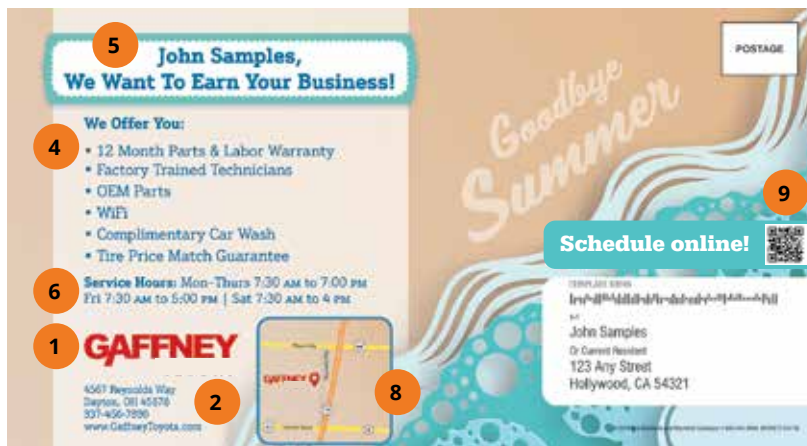 5
John Samples,
We Want To Earn Your Business!
4
We Offer You:
• 12 Month Parts & Labor Warranty
• Factory Trained Technicians
• OEM Parts
• WiFi
• Complimentary Car Wash
• Tire Price Match Guarantee
6
Service Hours: Mon-Thurs 7:30 AM to 7:00 PM
Fri 7:30 AM to 5:00 PM | Sat 7:30 AM to 4 PM
1
GAFFNEY
2
4567 Reynolds Way
Dayton, OH 45878
937-456-7890
www.GaffneyToyota.com
GAFFNEY
8
Goodbye
Summer
POSTAGE
9
Schedule online!
John Samples
Or Current Resident
123 Any Street
Hollywood, CA 54321